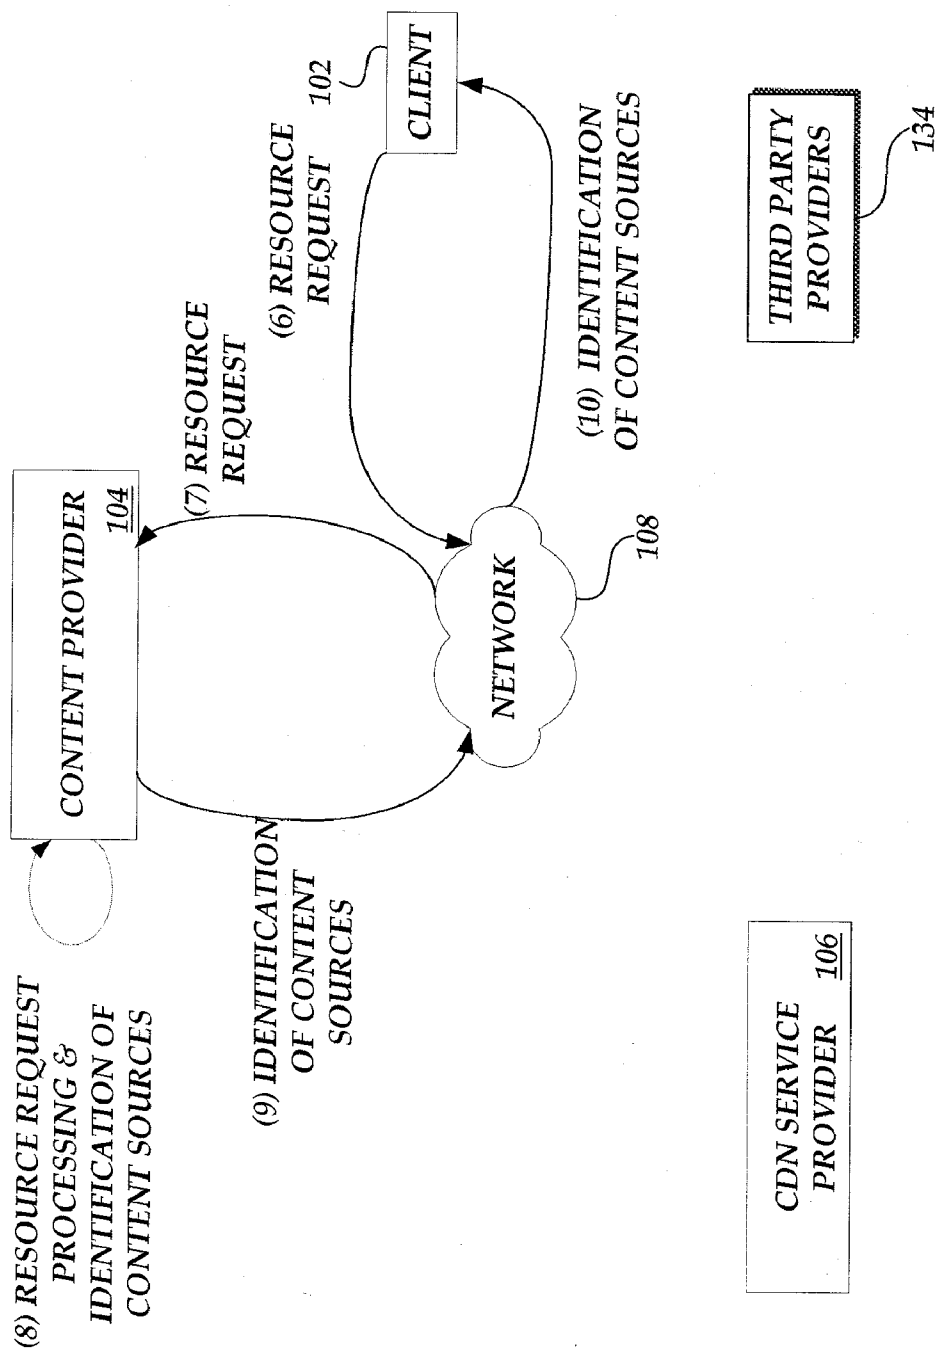 (8) RESOURCE REQUEST
PROCESSING &
IDENTIFICATION OF
CONTENT SOURCES
CONTENT PROVIDER
104
(7) RESOURCE
REQUEST
(6) RESOURCE
REQUEST
102
CLIENT
(9) IDENTIFICATION
OF CONTENT
SOURCES
NETWORK
108
(10) IDENTIFICATION
OF CONTENT SOURCES
CDN SERVICE
PROVIDER 106
THIRD PARTY
PROVIDERS
134